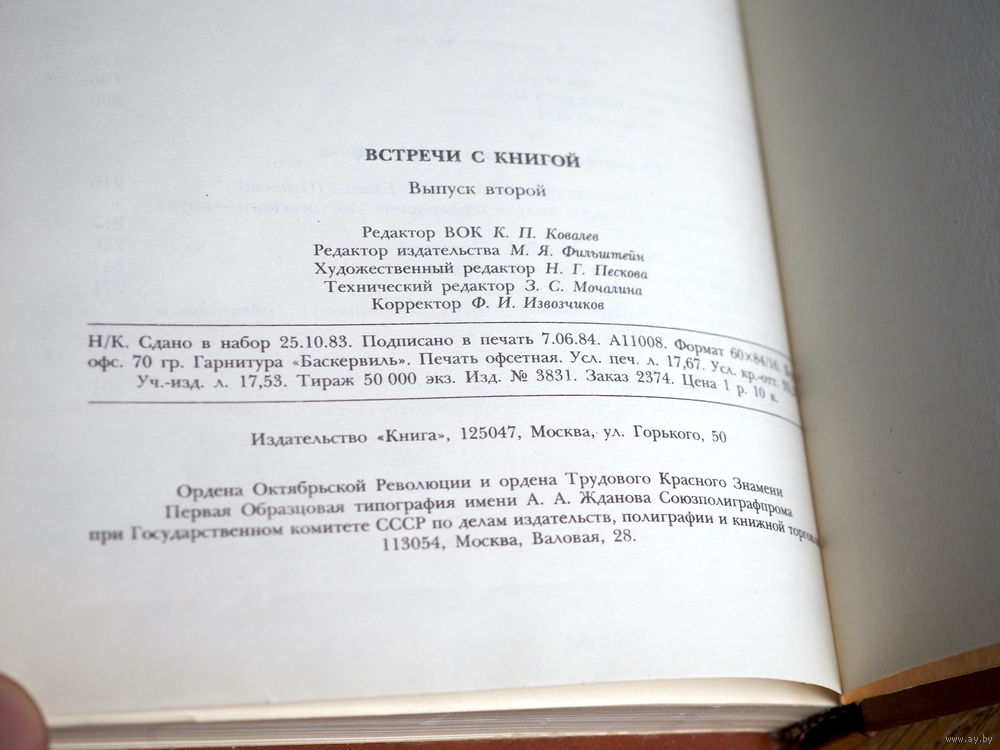 ВСТРЕЧИ С КНИГОЙ
Выпуск второй
Редактор ВОК К. П. Ковалев
Редактор издательства М. Я. Фильштейн
Художественный редактор Н. Г. Пескова
Технический редактор З. С. Мочалина
Корректор Ф. И. Извозчиков
Н/К. Сдано в набор 25.10.83. Подписано в печать 7.06.84. А11008. Формат 60×84/16.
офс. 70 гр. Гарнитура «Баскервиль». Печать офсетная. Усл. печ. л. 17,67. Усл. кр.-отт.
Уч.-изд. л. 17,53. Тираж 50 000 экз. Изд. № 3831. Заказ 2374. Цена 1 р. 10 к.
Издательство «Книга», 125047, Москва, ул. Горького, 50
Ордена Октябрьской Революции и ордена Трудового Красного Знамени
Первая Образцовая типография имени А. А. Жданова Союзполиграфпрома
при Государственном комитете СССР по делам издательств, полиграфии и книжной
113054, Москва, Валовая, 28.
www.ay.by